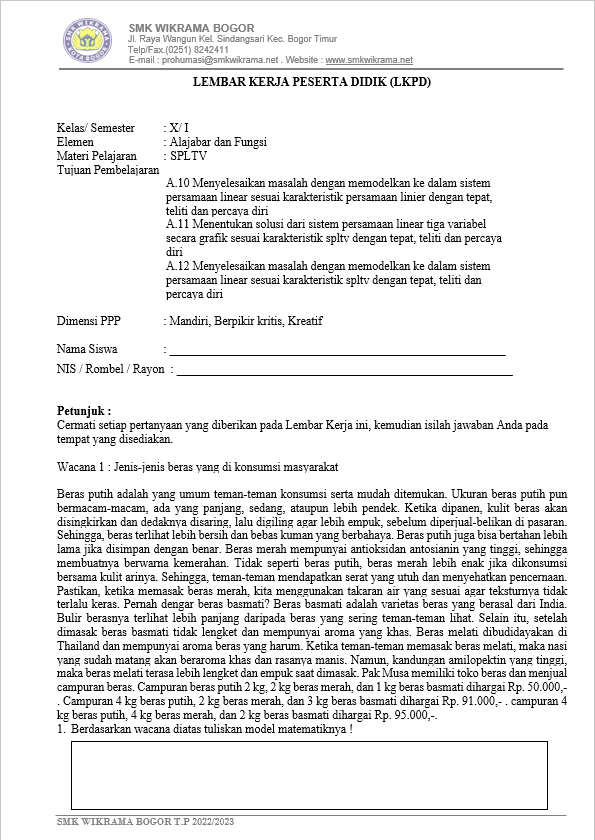 SMK WIKRAMA BOGOR
Jl. Raya Wangun Kel. Sindangsari Kec. Bogor Timur
Telp/Fax.(0251) 8242411
E-mail : prohumasi@smkwikrama.net . Website : www.smkwikrama.net
LEMBAR KERJA PESERTA DIDIK (LKPD)
Kelas/ Semester : X/ I
Elemen : Alajabar dan Fungsi
Materi Pelajaran : SPLTV
Tujuan Pembelajaran
A.10 Menyelesaikan masalah dengan memodelkan ke dalam sistem
persamaan linear sesuai karakteristik persamaan linier dengan tepat,
teliti dan percaya diri
A.11 Menentukan solusi dari sistem persamaan linear tiga variabel
secara grafik sesuai karakteristik spltv dengan tepat, teliti dan percaya
diri
A.12 Menyelesaikan masalah dengan memodelkan ke dalam sistem
persamaan linear sesuai karakteristik spltv dengan tepat, teliti dan
percaya diri
Dimensi PPP : Mandiri, Berpikir kritis, Kreatif
Nama Siswa :
NIS / Rombel / Rayon :
Petunjuk :
Cermati setiap pertanyaan yang diberikan pada Lembar Kerja ini, kemudian isilah jawaban Anda pada
tempat yang disediakan.
Wacana 1 : Jenis-jenis beras yang di konsumsi masyarakat
Beras putih adalah yang umum teman-teman konsumsi serta mudah ditemukan. Ukuran beras putih pun
bermacam-macam, ada yang panjang, sedang, ataupun lebih pendek. Ketika dipanen, kulit beras akan
disingkirkan dan dedaknya disaring, lalu digiling agar lebih empuk, sebelum diperjual-belikan di pasaran.
Sehingga, beras terlihat lebih bersih dan bebas kuman yang berbahaya. Beras putih juga bisa bertahan lebih
lama jika disimpan dengan benar. Beras merah mempunyai antioksidan antosianin yang tinggi, sehingga
membuatnya berwarna kemerahan. Tidak seperti beras putih, beras merah lebih enak jika dikonsumsi
bersama kulit arinya. Sehingga, teman-teman mendapatkan serat yang utuh dan menyehatkan pencernaan.
Pastikan, ketika memasak beras merah, kita menggunakan takaran air yang sesuai agar teksturnya tidak
terlalu keras. Pernah dengar beras basmati? Beras basmati adalah varietas beras yang berasal dari India.
Bulir berasnya terlihat lebih panjang daripada beras yang sering teman-teman lihat. Selain itu, setelah
dimasak beras basmati tidak lengket dan mempunyai aroma yang khas. Beras melati dibudidayakan di
Thailand dan mempunyai aroma beras yang harum. Ketika teman-teman memasak beras melati, maka nasi
yang sudah matang akan beraroma khas dan rasanya manis. Namun, kandungan amilopektin yang tinggi,
maka beras melati terasa lebih lengket dan empuk saat dimasak. Pak Musa memiliki toko beras dan menjual
campuran beras. Campuran beras putih 2 kg, 2 kg beras merah, dan 1 kg beras basmati dihargai Rp. 50.000,-
. Campuran 4 kg beras putih, 2 kg beras merah, dan 3 kg beras basmati dihargai Rp. 91.000,- . campuran 4
kg beras putih, 4 kg beras merah, dan 2 kg beras basmati dihargai Rp. 95.000,-.
1. Berdasarkan wacana diatas tuliskan model matematiknya !
SMK WIKRAMA BOGOR T.P 2022/2023